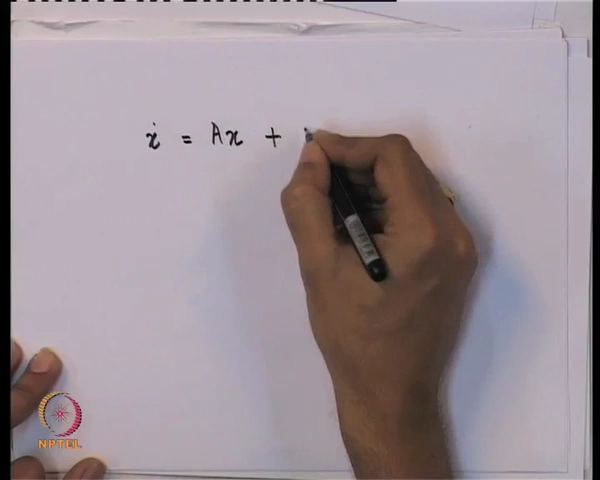 ẋ = Ax +
NPTEL